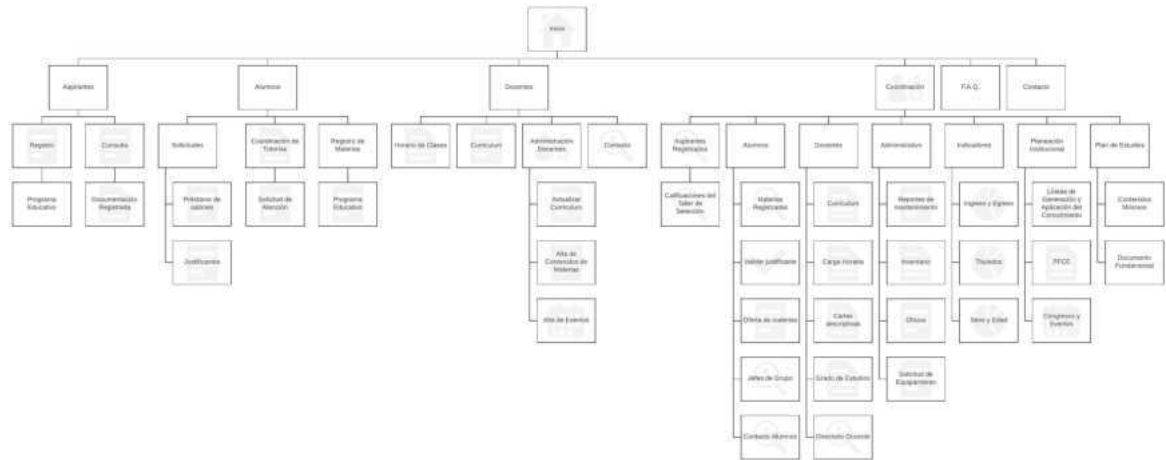 Inicio
Aspirantes
Alumnos
Docentes
Coordinación
F.A.Q.
Contacto
Registro
Consulta
Solicitudes
Coordinación de
Tutorías
Registro de
Materias
Horario de Clases
Curriculum
Administración
Docentes
Contacto
Aspirantes
Registrados
Alumnos
Docentes
Administrativo
Indicadores
Planeación
Institucional
Plan de Estudios
Programa
Educativo
Documentación
Registrada
Préstamo de
salones
Solicitud de
Atención
Programa
Educativo
Actualizar
Curriculum
Calificaciones del
Taller de
Selección
Materias
Registradas
Curriculum
Reportes de
mantenimiento
Ingreso y Egreso
Líneas de
Generación y
Aplicación del
Conocimiento
Contenidos
Mínimos
Justificantes
Alta de
Contenidos de
Materias
Validar justificante
Carga Horaria
Inventario
Titulados
PFCE
Documento
Fundamental
Alta de Eventos
Oferta de materias
Cartas
descriptivas
Oficios
Sexo y Edad
Congresos y
Eventos
Jefes de Grupo
Grado de Estudios
Solicitud de
Equipamiento
Contacto Alumnos
Directorio Docente